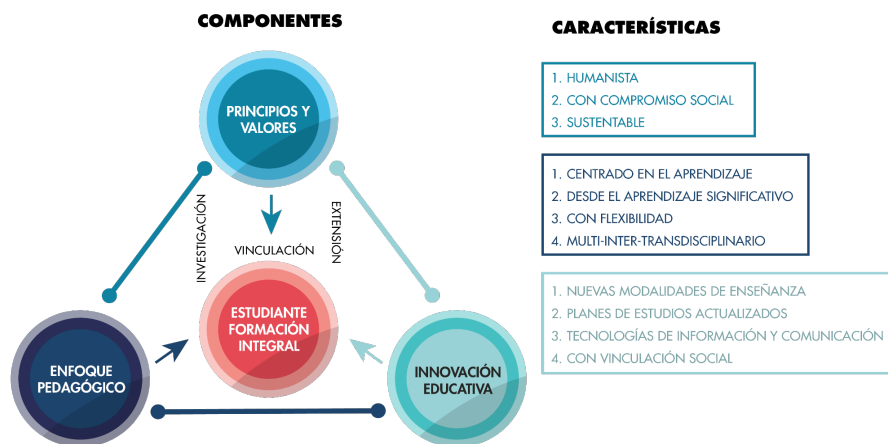 COMPONENTES
PRINCIPIOS Y
VALORES
INVESTIGACIÓN
VINCULACIÓN
EXTENSIÓN
ESTUDIANTE
FORMACIÓN
INTEGRAL
ENFOQUE
PEDAGÓGICO
INNOVACIÓN
EDUCATIVA
CARACTERÍSTICAS
1. HUMANISTA
2. CON COMPROMISO SOCIAL
3. SUSTENTABLE
1. CENTRADO EN EL APRENDIZAJE
2. DESDE EL APRENDIZAJE SIGNIFICATIVO
3. CON FLEXIBILIDAD
4. MULTI-INTER-TRANSDISCIPLINARIO
1. NUEVAS MODALIDADES DE ENSEÑANZA
2. PLANES DE ESTUDIOS ACTUALIZADOS
3. TECNOLOGÍAS DE INFORMACIÓN Y COMUNICACIÓN
4. CON VINCULACIÓN SOCIAL